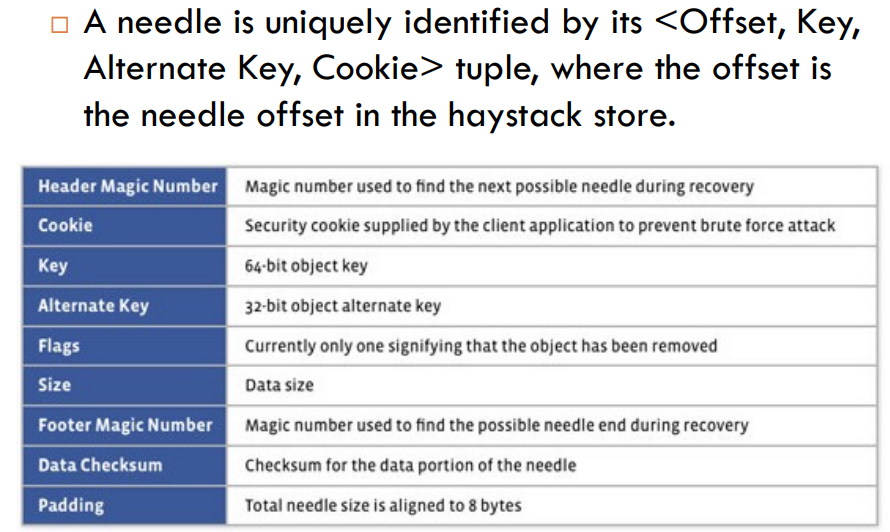 A needle is uniquely identified by its <Offset, Key,
Alternate Key, Cookie> tuple, where the offset is
the needle offset in the haystack store.
Header Magic Number Magic number used to find the next possible needle during recovery
Cookie Security cookie supplied by the client application to prevent brute force attack
Key 64-bit object key
Alternate Key 32-bit object alternate key
Flags Currently only one signifying that the object has been removed
Size Data size
Footer Magic Number Magic number used to find the possible needle end during recovery
Data Checksum Checksum for the data portion of the needle
Padding Total needle size is aligned to 8 bytes